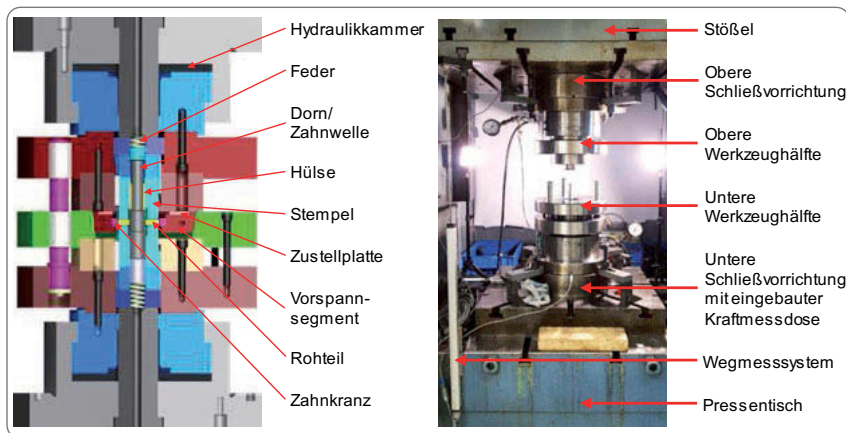 Hydraulikkammer
Feder
Dorn/
Zahnwelle
Hülse
Stempel
Zustellplatte
Vorspann-
segment
Rohteil
Zahnkranz
Stößel
Obere
Schließvorrichtung
Obere
Werkzeughälfte
Untere
Werkzeughälfte
Untere
Schließvorrichtung
mit eingebauter
Kraftmessdose
Wegmesssystem
Pressentisch